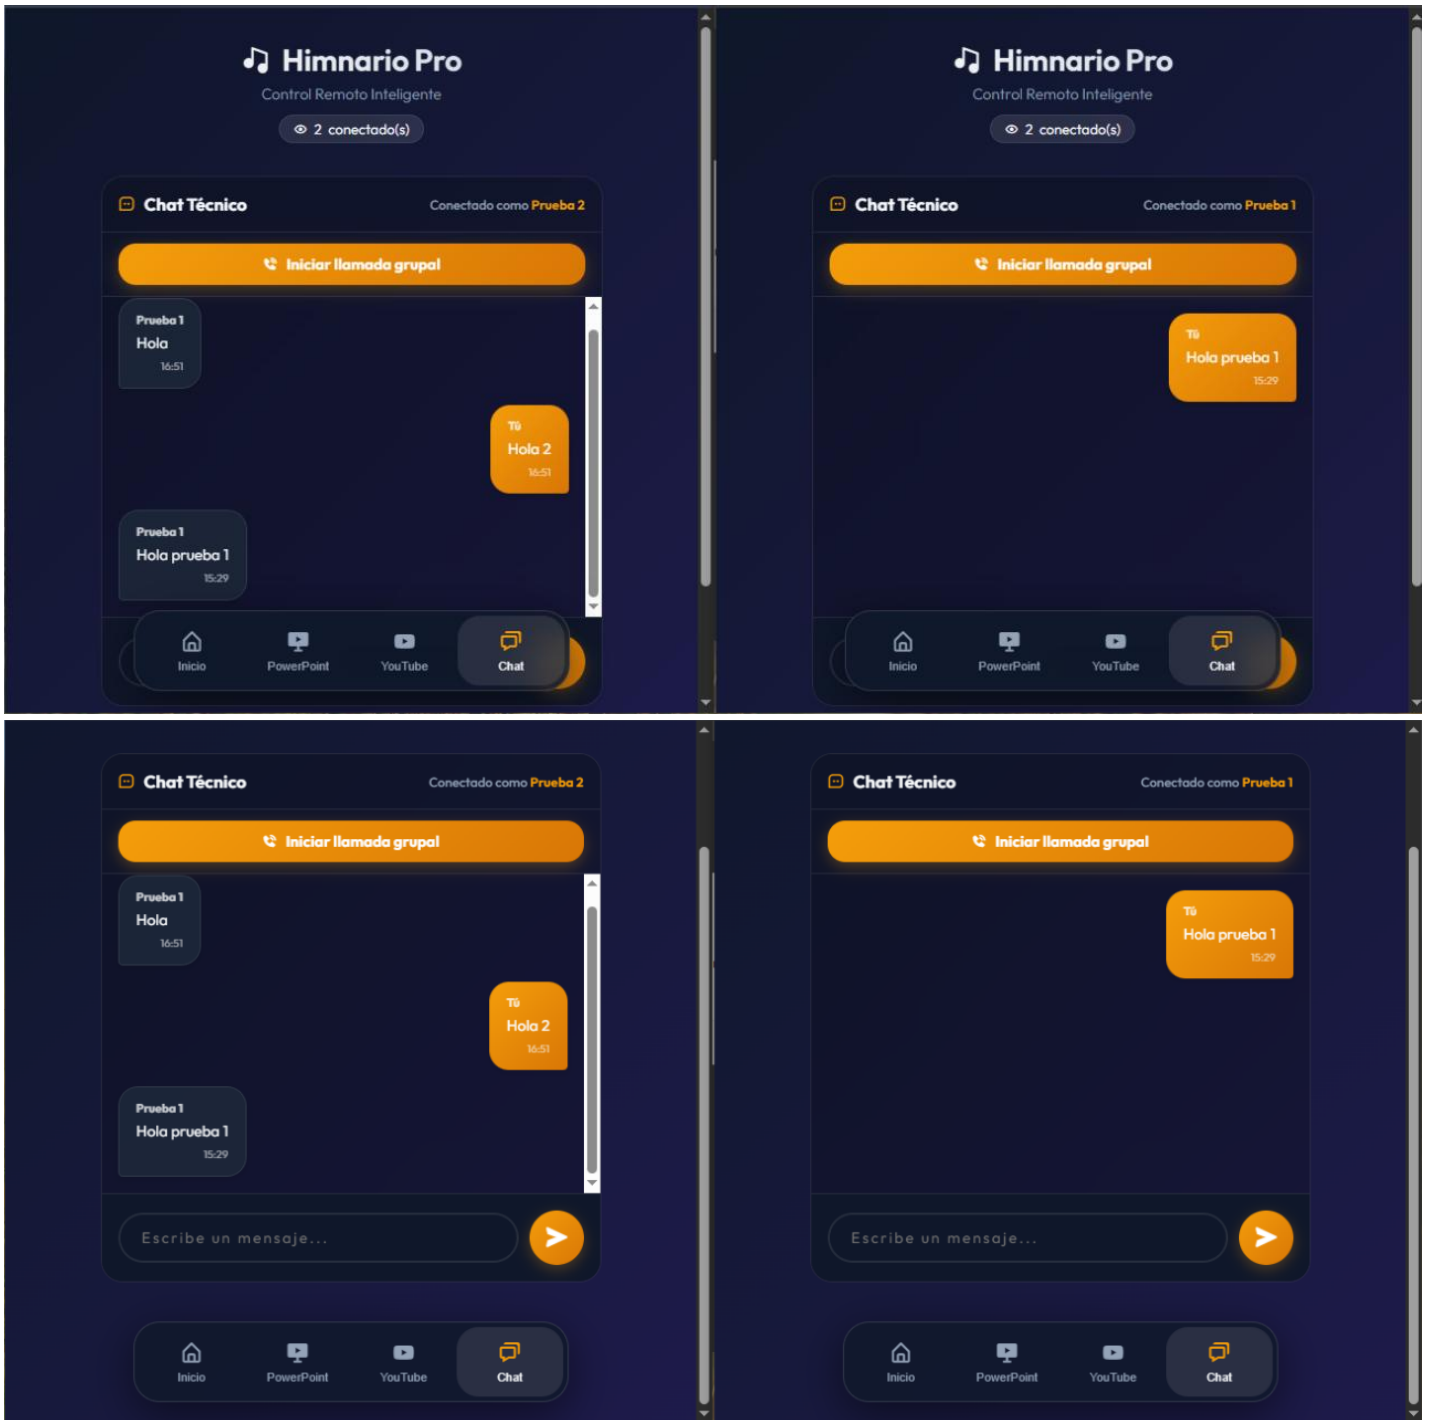 Himnario Pro
Control Remoto Inteligente
2 conectado(s)
Chat Técnico
Conectado como Prueba 2
Iniciar llamada grupal
Prueba 1
Hola
16:51
Tú
Hola 2
16:51
Prueba 1
Hola prueba 1
15:29
Inicio
PowerPoint
YouTube
Chat
Himnario Pro
Control Remoto Inteligente
2 conectado(s)
Chat Técnico
Conectado como Prueba 1
Iniciar llamada grupal
Tú
Hola prueba 1
15:29
Inicio
PowerPoint
YouTube
Chat
Chat Técnico
Conectado como Prueba 2
Iniciar llamada grupal
Prueba 1
Hola
16:51
Tú
Hola 2
16:51
Prueba 1
Hola prueba 1
15:29
Escribe un mensaje...
Inicio
PowerPoint
YouTube
Chat
Chat Técnico
Conectado como Prueba 1
Iniciar llamada grupal
Tú
Hola prueba 1
15:29
Escribe un mensaje...
Inicio
PowerPoint
YouTube
Chat